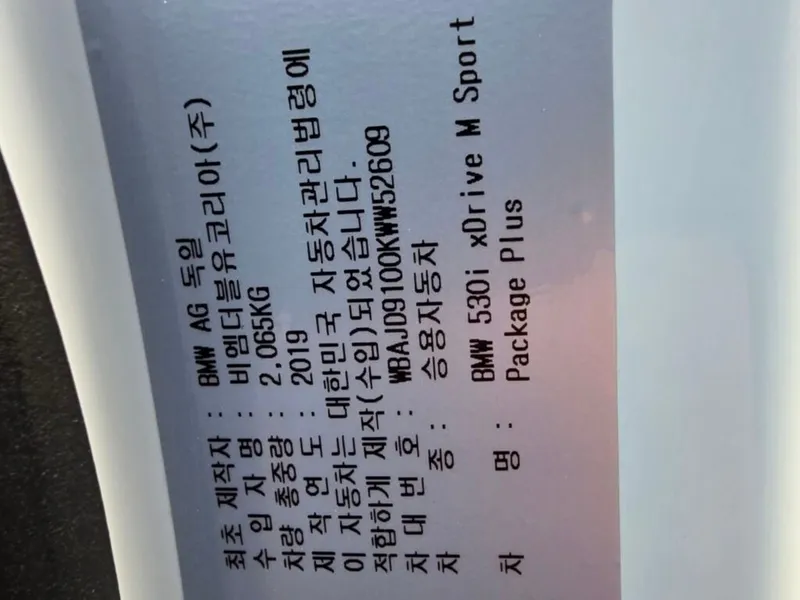 최초 제작자 : BMW AG 독일
수 입 자 명 : 비엠더블유코리아(주)
차량 총중량 : 2,065KG
제 작 연 도 : 2019
이 자동차는 대한민국 자동차관리법령에
적합하게 제작(수입)되었습니다.
차 대 번 호 : WBAJD9100KWW52609
차 종 : 승용자동차
차 명 : BMW 530i xDrive M Sport
Package Plus